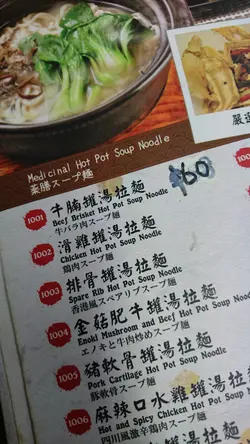 Medicinal Hot Pot Soup Noodle
薬膳スープ麺
嚴選
1001 牛腩罐湯拉麵 $60
Beef Brisket Hot Pot Soup Noodle
牛バラ肉スープ麺
1002 滑雞罐湯拉麵
Chicken Hot Pot Soup Noodle
鶏肉スープ麺
1003 排骨罐湯拉麵
Spare Rib Hot Pot Soup Noodle
香港風スペアリブスープ麺
1004 金菇肥牛罐湯拉麵
Enoki Mushroom and Beef Hot Pot Soup
エノキと牛肉炒めスープ麺
1005 豬軟骨罐湯拉麵
Pork Cartilage Hot Pot Soup Noodle
豚軟骨スープ麺
1006 麻辣口水雞罐湯拉麵
Hot and Spicy Chicken Hot Pot Soup
四川風激辛鶏肉スープ麺